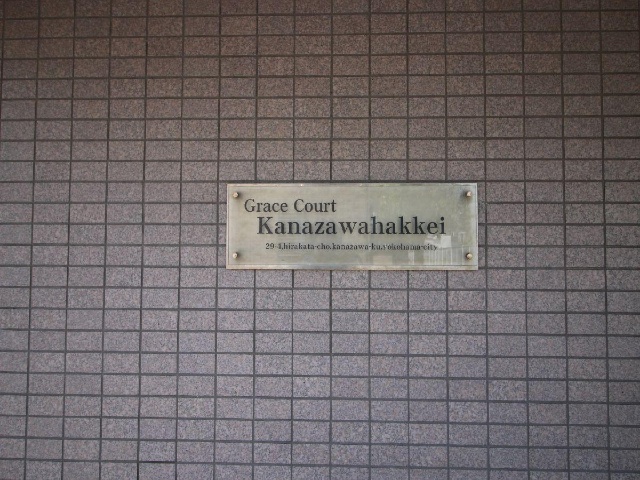 Grace Court
Kanazawahakkei
29-4,hirakata-cho,kanazawa-ku,yokohama-city